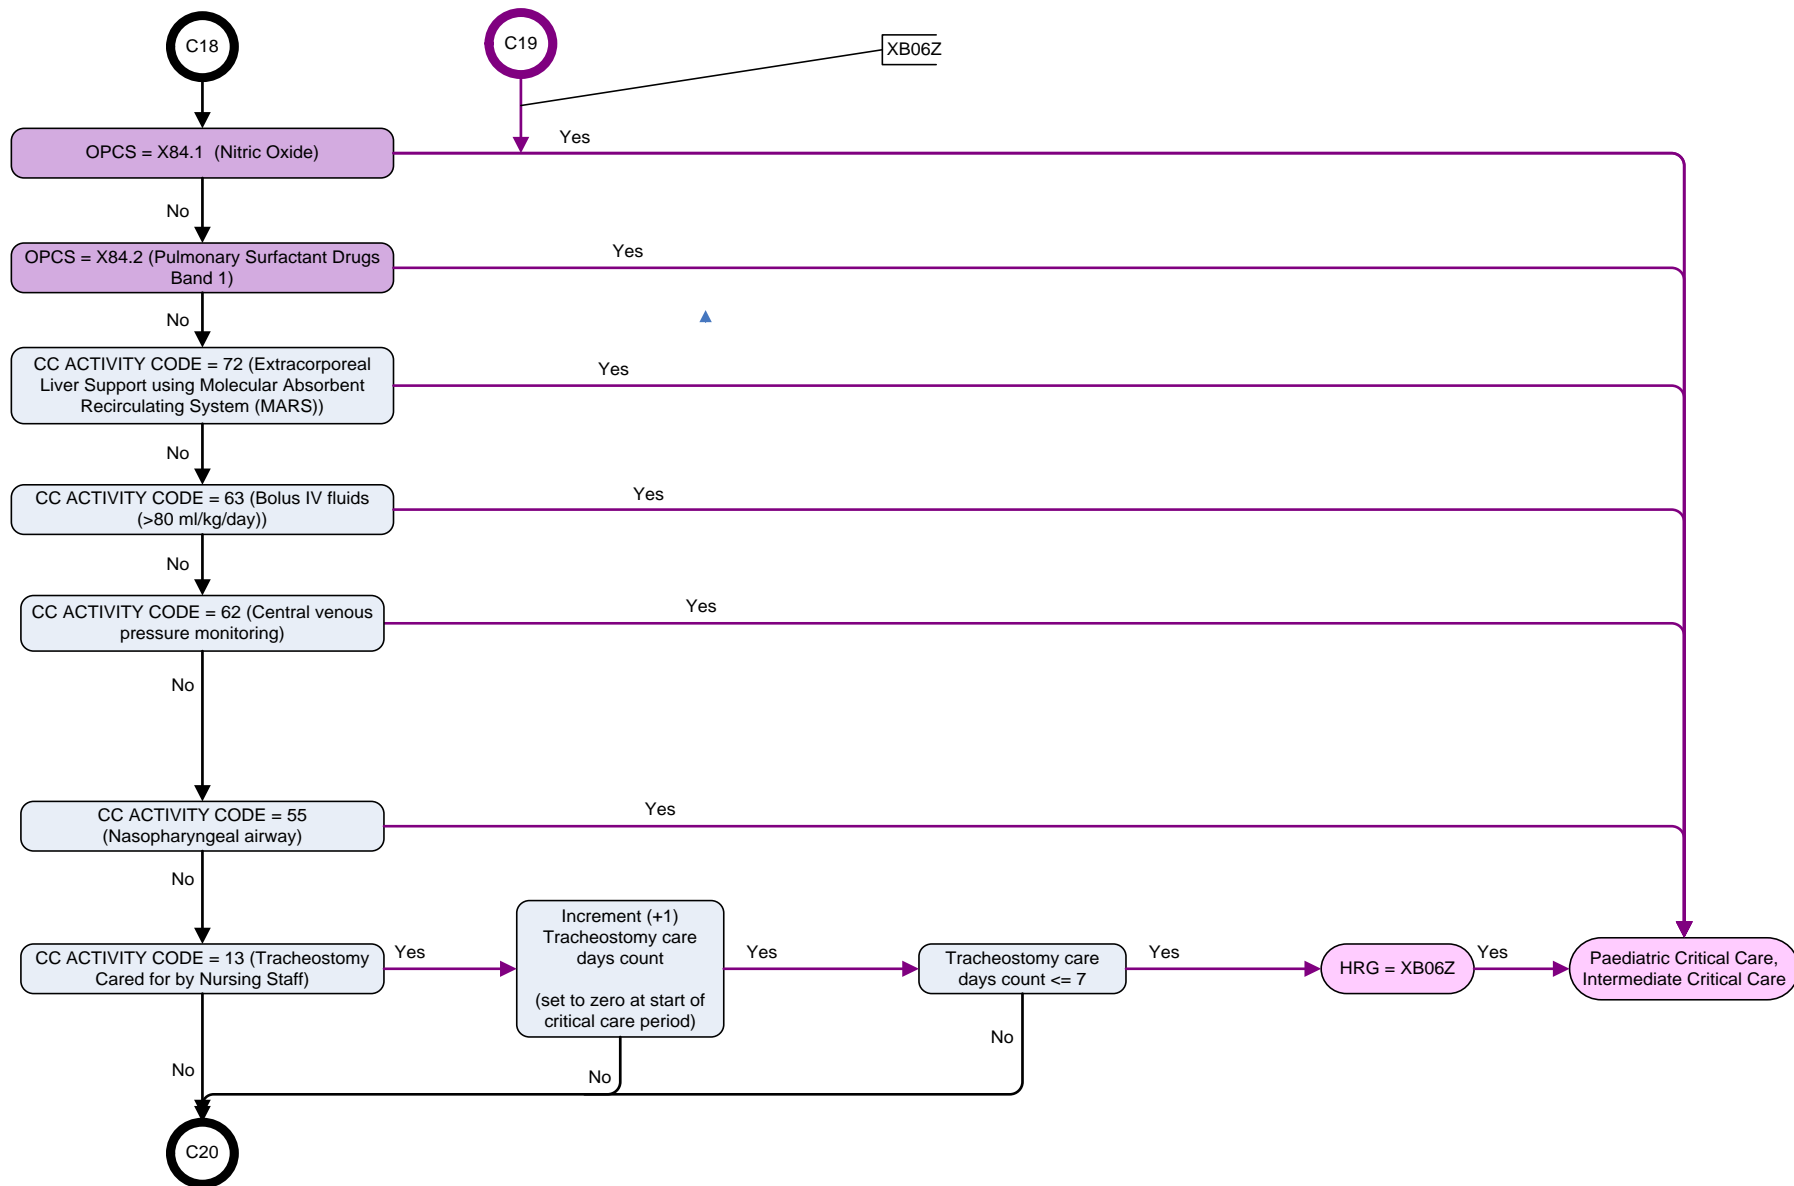 C18
C19
XB06Z
OPCS = X84.1  (Nitric Oxide)
Yes
No
OPCS = X84.2 (Pulmonary Surfactant Drugs
Band 1)
Yes
No
CC ACTIVITY CODE = 72 (Extracorporeal
Liver Support using Molecular Absorbent
Recirculating System (MARS))
Yes
No
CC ACTIVITY CODE = 63 (Bolus IV fluids
(>80 ml/kg/day))
Yes
No
CC ACTIVITY CODE = 62 (Central venous
pressure monitoring)
Yes
No
CC ACTIVITY CODE = 55
(Nasopharyngeal airway)
Yes
No
CC ACTIVITY CODE = 13 (Tracheostomy
Cared for by Nursing Staff)
Yes
Increment (+1)
Tracheostomy care
days count
(set to zero at start of
critical care period)
Yes
Tracheostomy care
days count <= 7
Yes
HRG = XB06Z
Yes
Paediatric Critical Care,
Intermediate Critical Care
No
No
No
C20